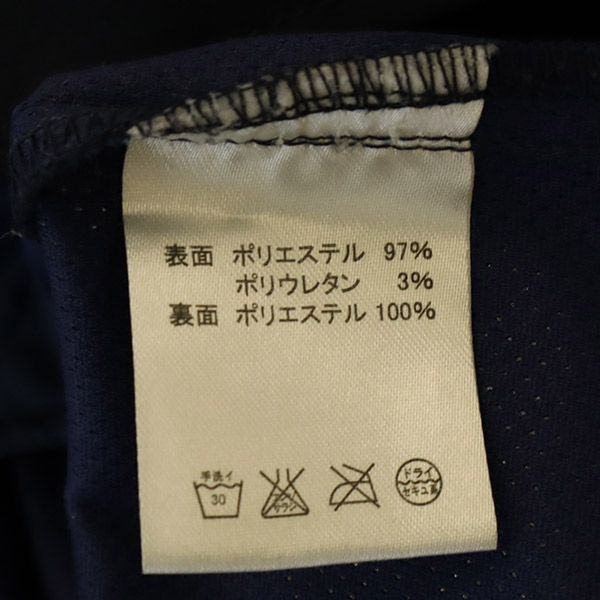 表面 ポリエステル 97%
ポリウレタン 3%
裏面 ポリエステル 100%
手洗イ
30
エンソ
サラシ
ドライ
セキユ系